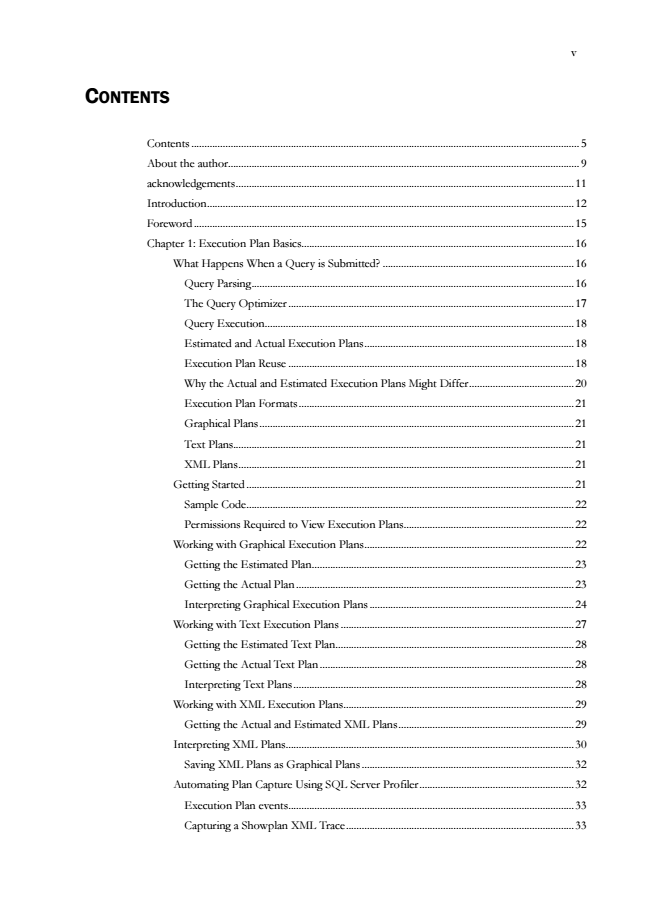 v
CONTENTS
Contents ........ 5
About the author........ 9
acknowledgements........ 11
Introduction........ 12
Foreword ........ 15
Chapter 1: Execution Plan Basics........ 16
What Happens When a Query is Submitted? ........ 16
Query Parsing........ 16
The Query Optimizer ........ 17
Query Execution........ 18
Estimated and Actual Execution Plans........ 18
Execution Plan Reuse ........ 18
Why the Actual and Estimated Execution Plans Might Differ........ 20
Execution Plan Formats ........ 21
Graphical Plans ........ 21
Text Plans........ 21
XML Plans........ 21
Getting Started ........ 21
Sample Code........ 22
Permissions Required to View Execution Plans........ 22
Working with Graphical Execution Plans........ 22
Getting the Estimated Plan........ 23
Getting the Actual Plan ........ 23
Interpreting Graphical Execution Plans ........ 24
Working with Text Execution Plans ........ 27
Getting the Estimated Text Plan........ 28
Getting the Actual Text Plan ........ 28
Interpreting Text Plans ........ 28
Working with XML Execution Plans........ 29
Getting the Actual and Estimated XML Plans........ 29
Interpreting XML Plans........ 30
Saving XML Plans as Graphical Plans ........ 32
Automating Plan Capture Using SQL Server Profiler........ 32
Execution Plan events........ 33
Capturing a Showplan XML Trace........ 33